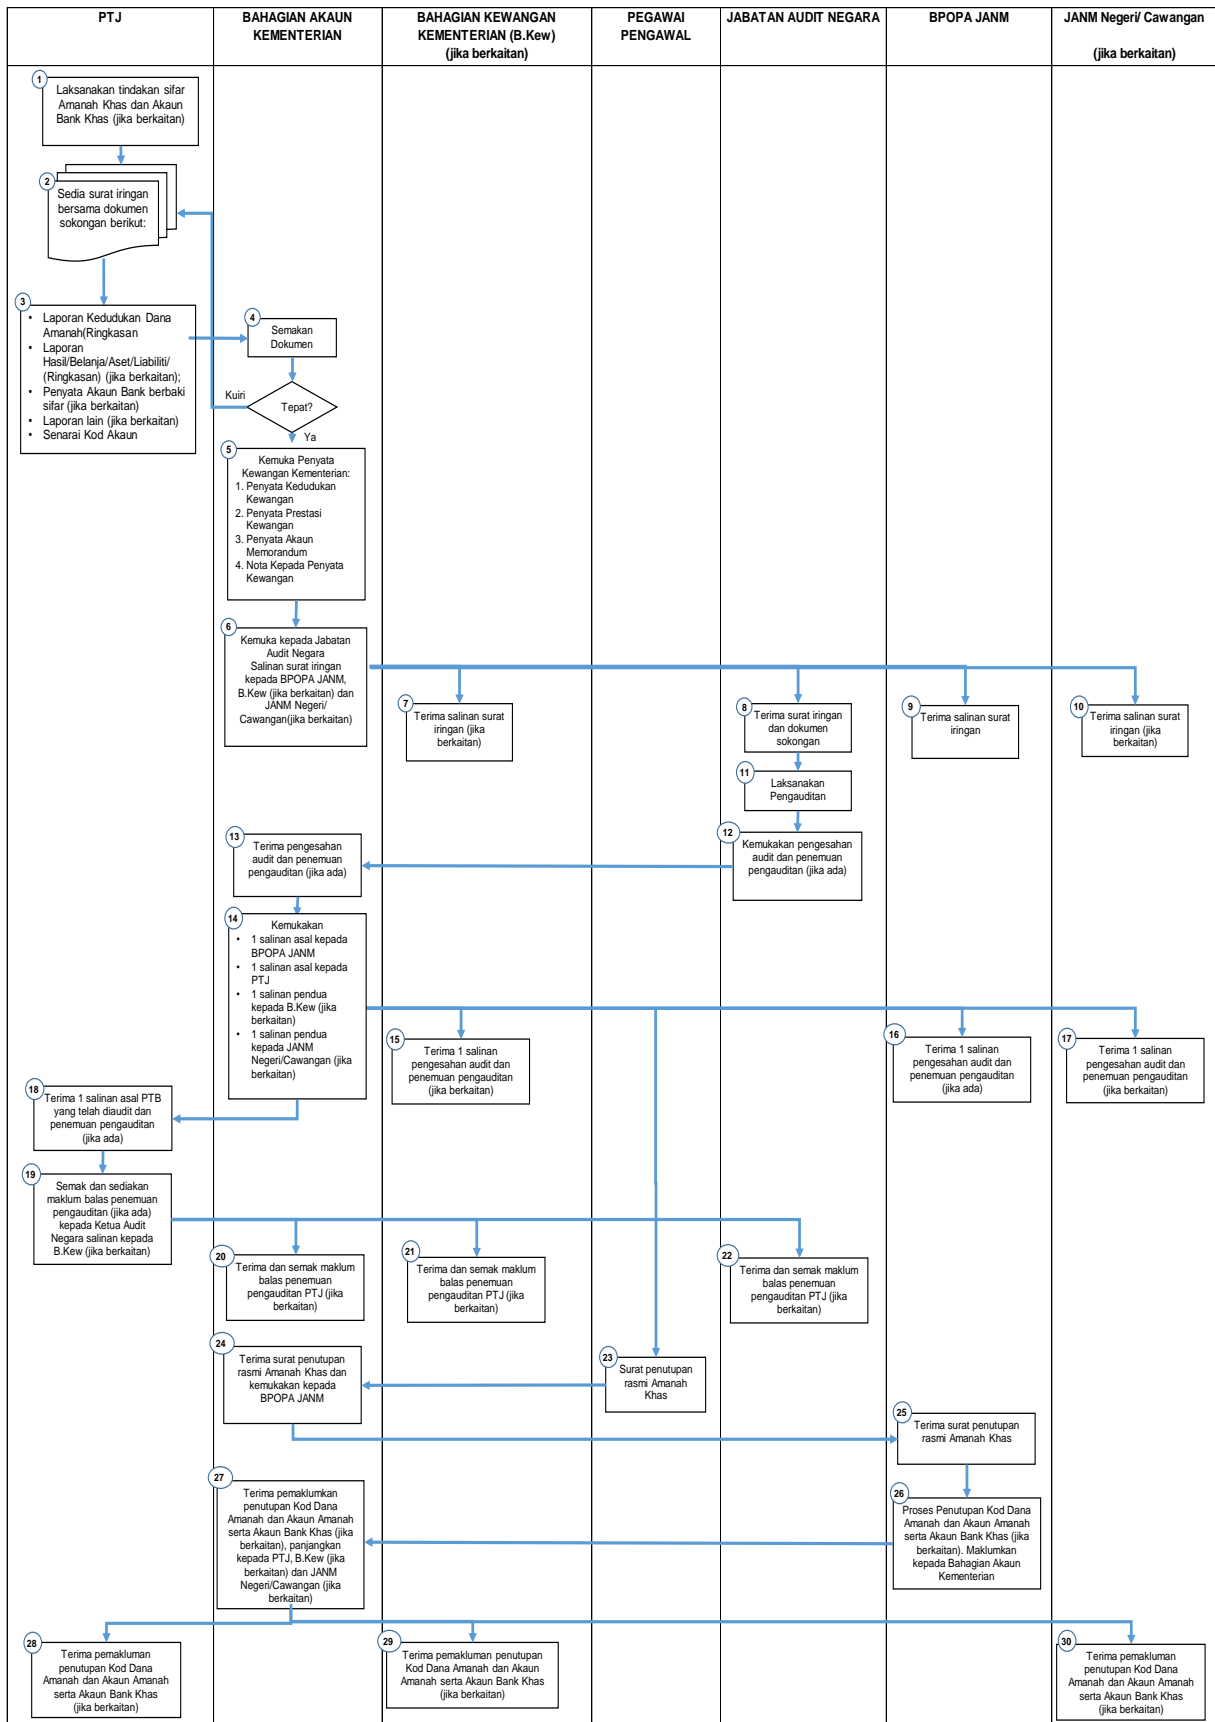 PTJ
BAHAGIAN AKAUN
KEMENTERIAN
BAHAGIAN KEWANGAN
KEMENTERIAN (B.Kew)
(jika berkaitan)
PEGAWAI
PENGAWAL
JABATAN AUDIT NEGARA
BPOPA JANM
JANM Negeri/ Cawangan
(jika berkaitan)
1
Laksanakan tindakan sifar
Amanah Khas dan Akaun
Bank Khas (jika berkaitan)
2
Sedia surat iringan
bersama dokumen
sokongan berikut:
3
• Laporan Kedudukan Dana
Amanah(Ringkasan
• Laporan
Hasil/Belanja/Aset/Liabiliti/
(Ringkasan) (jika berkaitan);
• Penyata Akaun Bank berbaki
sifar (jika berkaitan)
• Laporan lain (jika berkaitan)
• Senarai Kod Akaun
4
Semakan
Dokumen
Kuiri
Tepat?
Ya
5
Kemuka Penyata
Kewangan Kementerian:
1. Penyata Kedudukan
Kewangan
2. Penyata Prestasi
Kewangan
3. Penyata Akaun
Memorandum
4. Nota Kepada Penyata
Kewangan
6
Kemuka kepada Jabatan
Audit Negara
Salinan surat iringan
kepada BPOPA JANM,
B.Kew (jika berkaitan) dan
JANM Negeri/
Cawangan(jika berkaitan)
7
Terima salinan surat
iringan (jika
berkaitan)
8
Terima surat iringan
dan dokumen
sokongan
9
Terima salinan surat
iringan
10
Terima salinan surat
iringan (jika
berkaitan)
11
Laksanakan
Pengauditan
12
Kemukakan pengesahan
audit dan penemuan
pengauditan (jika ada)
13
Terima pengesahan
audit dan penemuan
pengauditan (jika ada)
14
Kemukakan
• 1 salinan asal kepada
BPOPA JANM
• 1 salinan asal kepada
PTJ
• 1 salinan pendua
kepada B.Kew (jika
berkaitan)
• 1 salinan pendua
kepada JANM
Negeri/Cawangan (jika
berkaitan)
15
Terima 1 salinan
pengesahan audit dan
penemuan pengauditan
(jika berkaitan)
16
Terima 1 salinan
pengesahan audit dan
penemuan pengauditan
(jika ada)
17
Terima 1 salinan
pengesahan audit dan
penemuan pengauditan
(jika berkaitan)
18
Terima 1 salinan asal PTB
yang telah diaudit dan
penemuan pengauditan
(jika ada)
19
Semak dan sediakan
maklum balas penemuan
pengauditan (jika ada)
kepada Ketua Audit
Negara salinan kepada
B.Kew (jika berkaitan)
20
Terima dan semak maklum
balas penemuan
pengauditan PTJ (jika
berkaitan)
21
Terima dan semak maklum
balas penemuan
pengauditan PTJ (jika
berkaitan)
22
Terima dan semak maklum
balas penemuan
pengauditan PTJ (jika
berkaitan)
23
Surat penutupan
rasmi Amanah
Khas
24
Terima surat penutupan
rasmi Amanah Khas dan
kemukakan kepada
BPOPA JANM
25
Terima surat penutupan
rasmi Amanah Khas
26
Proses Penutupan Kod Dana
Amanah dan Akaun Amanah
serta Akaun Bank Khas (jika
berkaitan). Maklumkan
kepada Bahagian Akaun
Kementerian
27
Terima pemaklumkan
penutupan Kod Dana
Amanah dan Akaun Amanah
serta Akaun Bank Khas (jika
berkaitan), panjangkan
kepada PTJ, B.Kew (jika
berkaitan) dan JANM
Negeri/Cawangan (jika
berkaitan)
28
Terima pemakluman
penutupan Kod Dana
Amanah dan Akaun Amanah
serta Akaun Bank Khas
(jika berkaitan)
29
Terima pemakluman penutupan
Kod Dana Amanah dan Akaun
Amanah serta Akaun Bank Khas
(jika berkaitan)
30
Terima pemakluman
penutupan Kod Dana
Amanah dan Akaun Amanah
serta Akaun Bank Khas
(jika berkaitan)